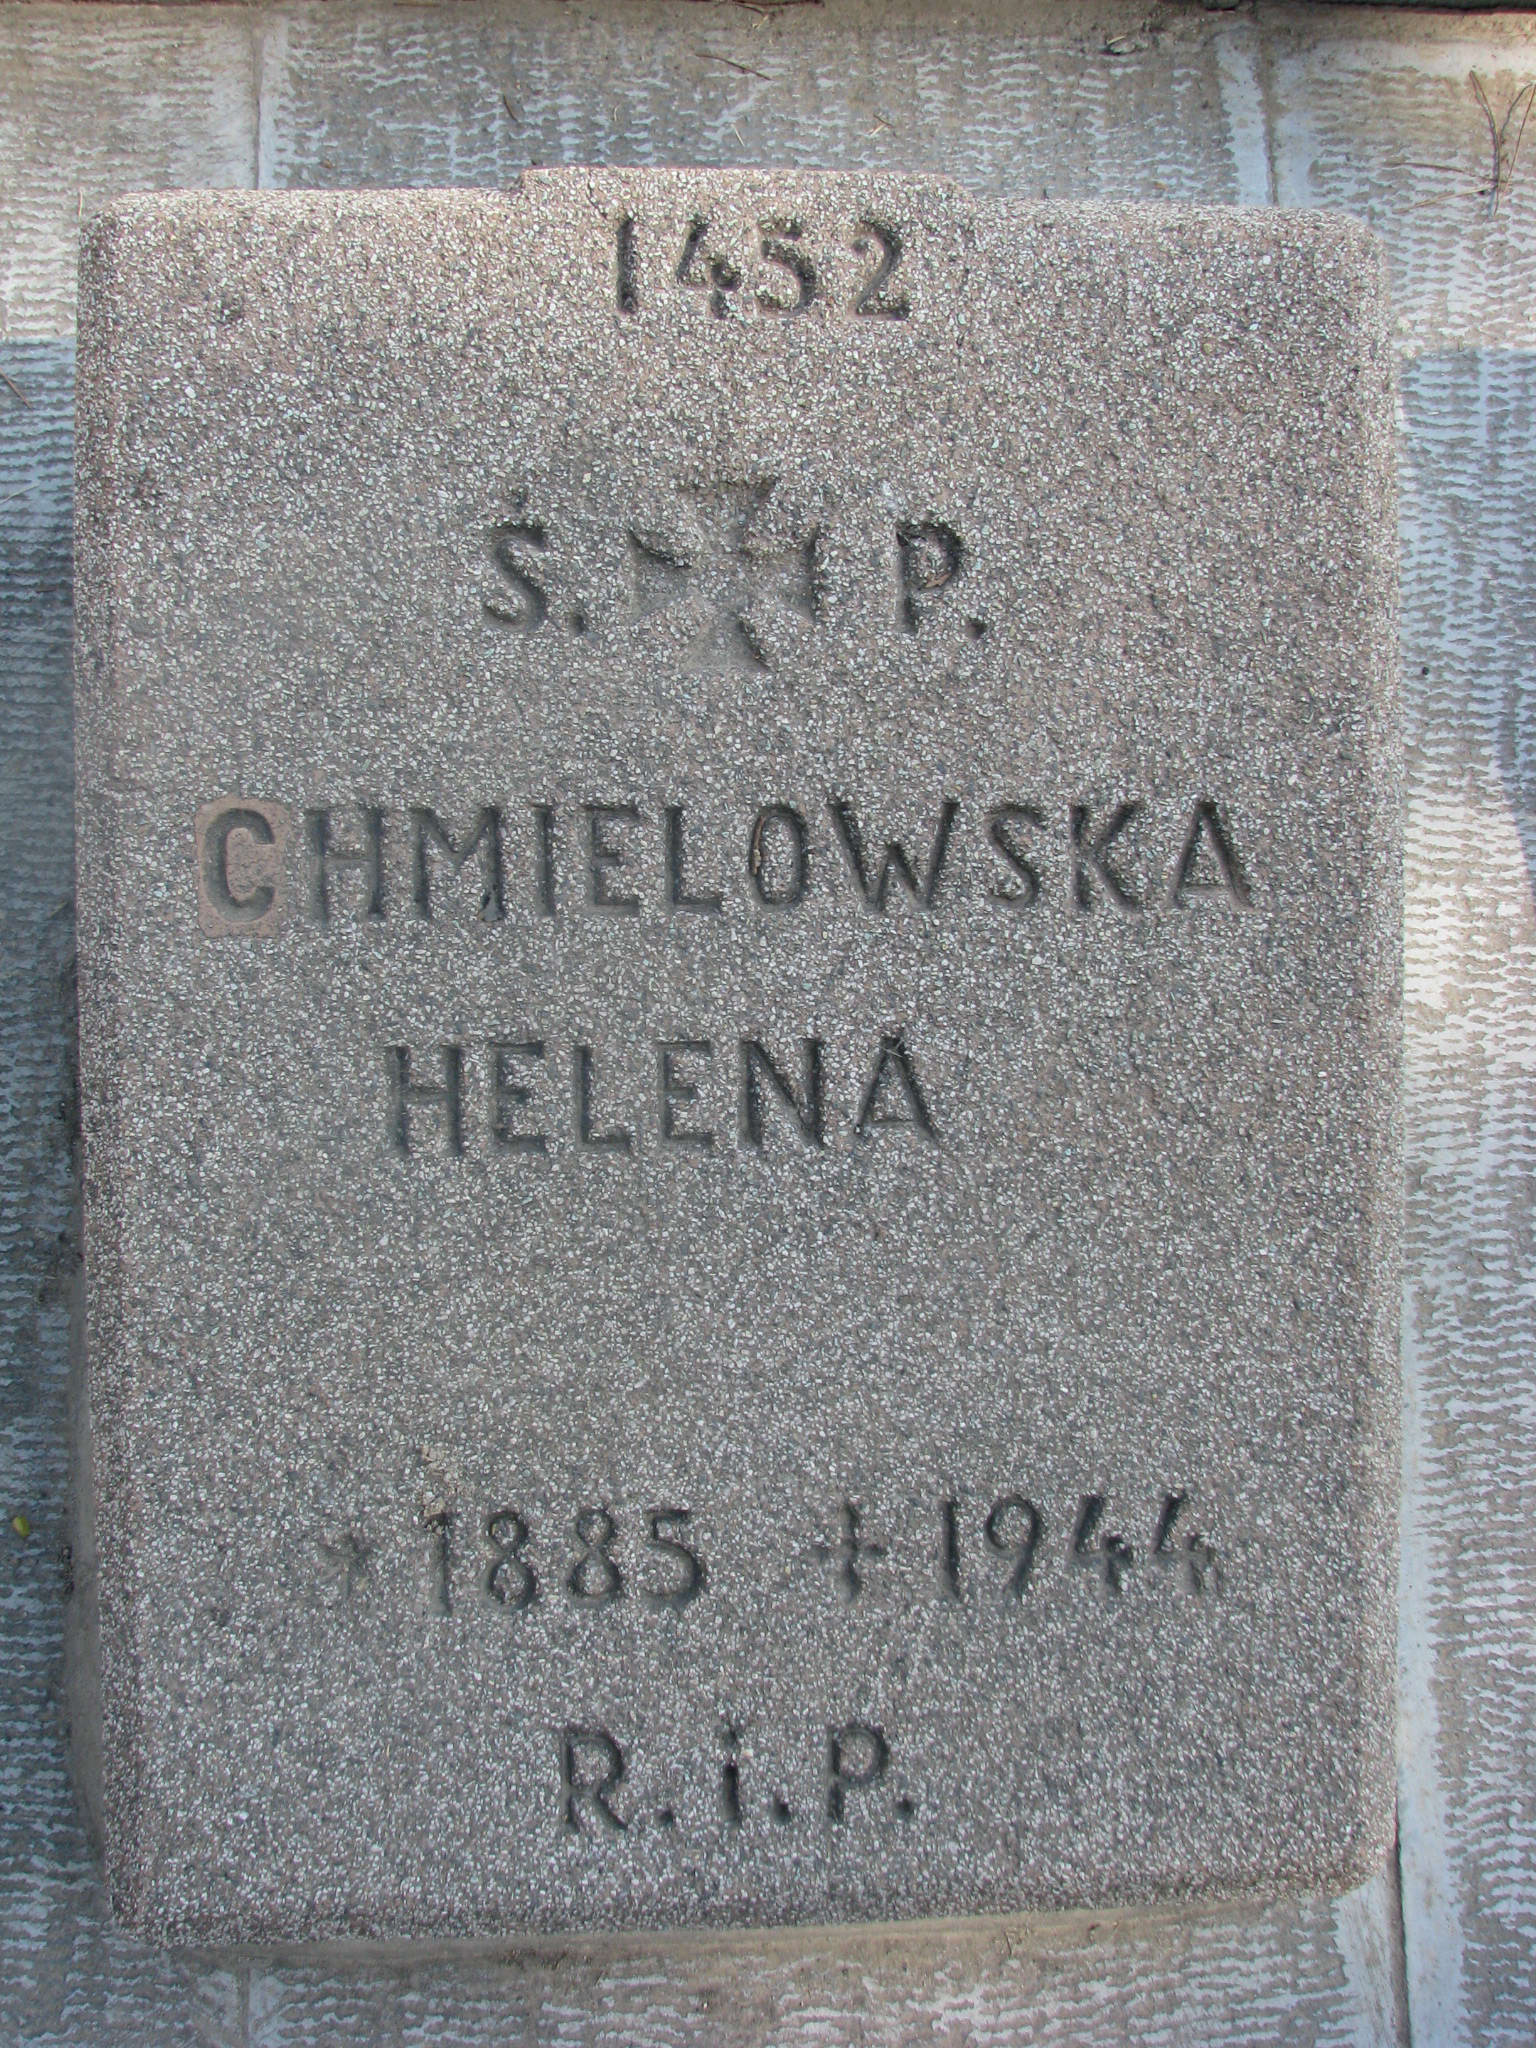 1452
Ś. P.
CHMIELOWSKA
HELENA
* 1885 + 1944
R.i.P.